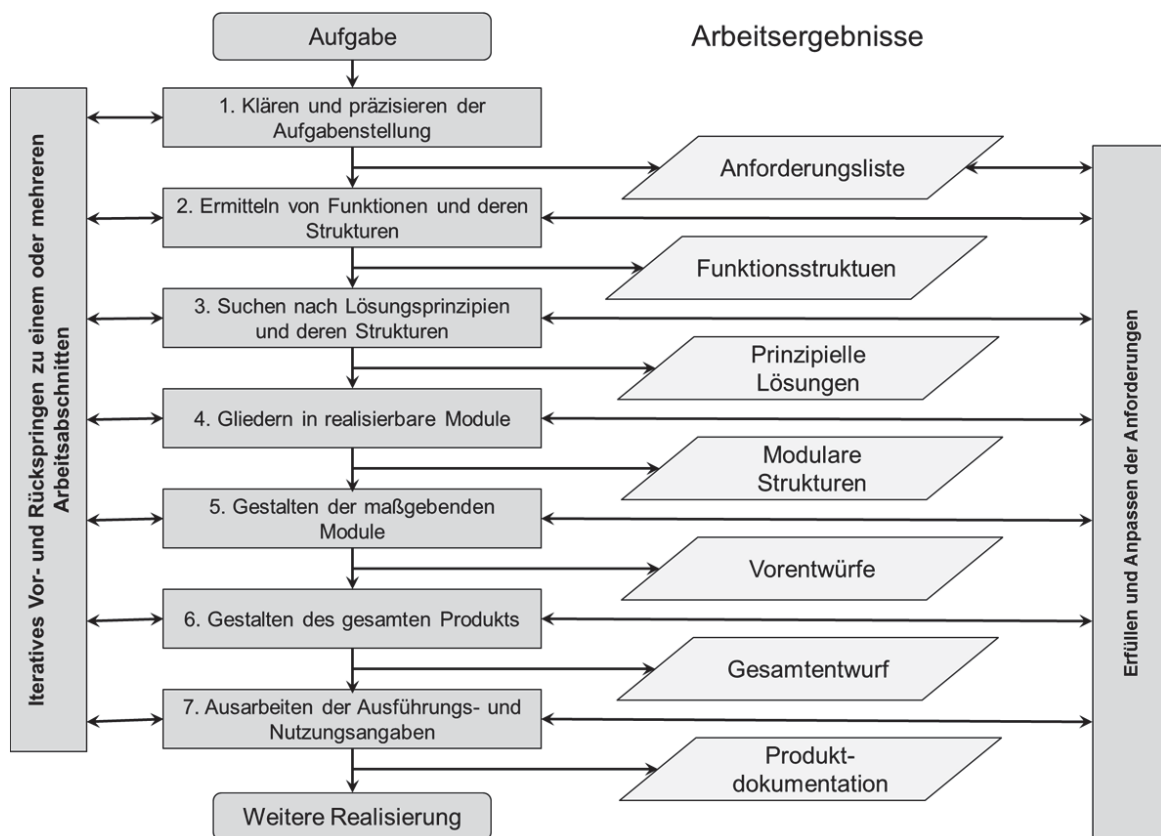 Aufgabe
Arbeitsergebnisse
1. Klären und präzisieren der
Aufgabenstellung
Anforderungsliste
2. Ermitteln von Funktionen und deren
Strukturen
Funktionsstruktuen
3. Suchen nach Lösungsprinzipien
und deren Strukturen
Prinzipielle
Lösungen
4. Gliedern in realisierbare Module
Modulare
Strukturen
5. Gestalten der maßgebenden
Module
Vorentwürfe
6. Gestalten des gesamten Produkts
Gesamtentwurf
7. Ausarbeiten der Ausführungs- und
Nutzungsangaben
Produkt-
dokumentation
Weitere Realisierung
Iteratives Vor- und Rückspringen zu einem oder mehreren
Arbeitsabschnitten
Erfüllen und Anpassen der Anforderungen